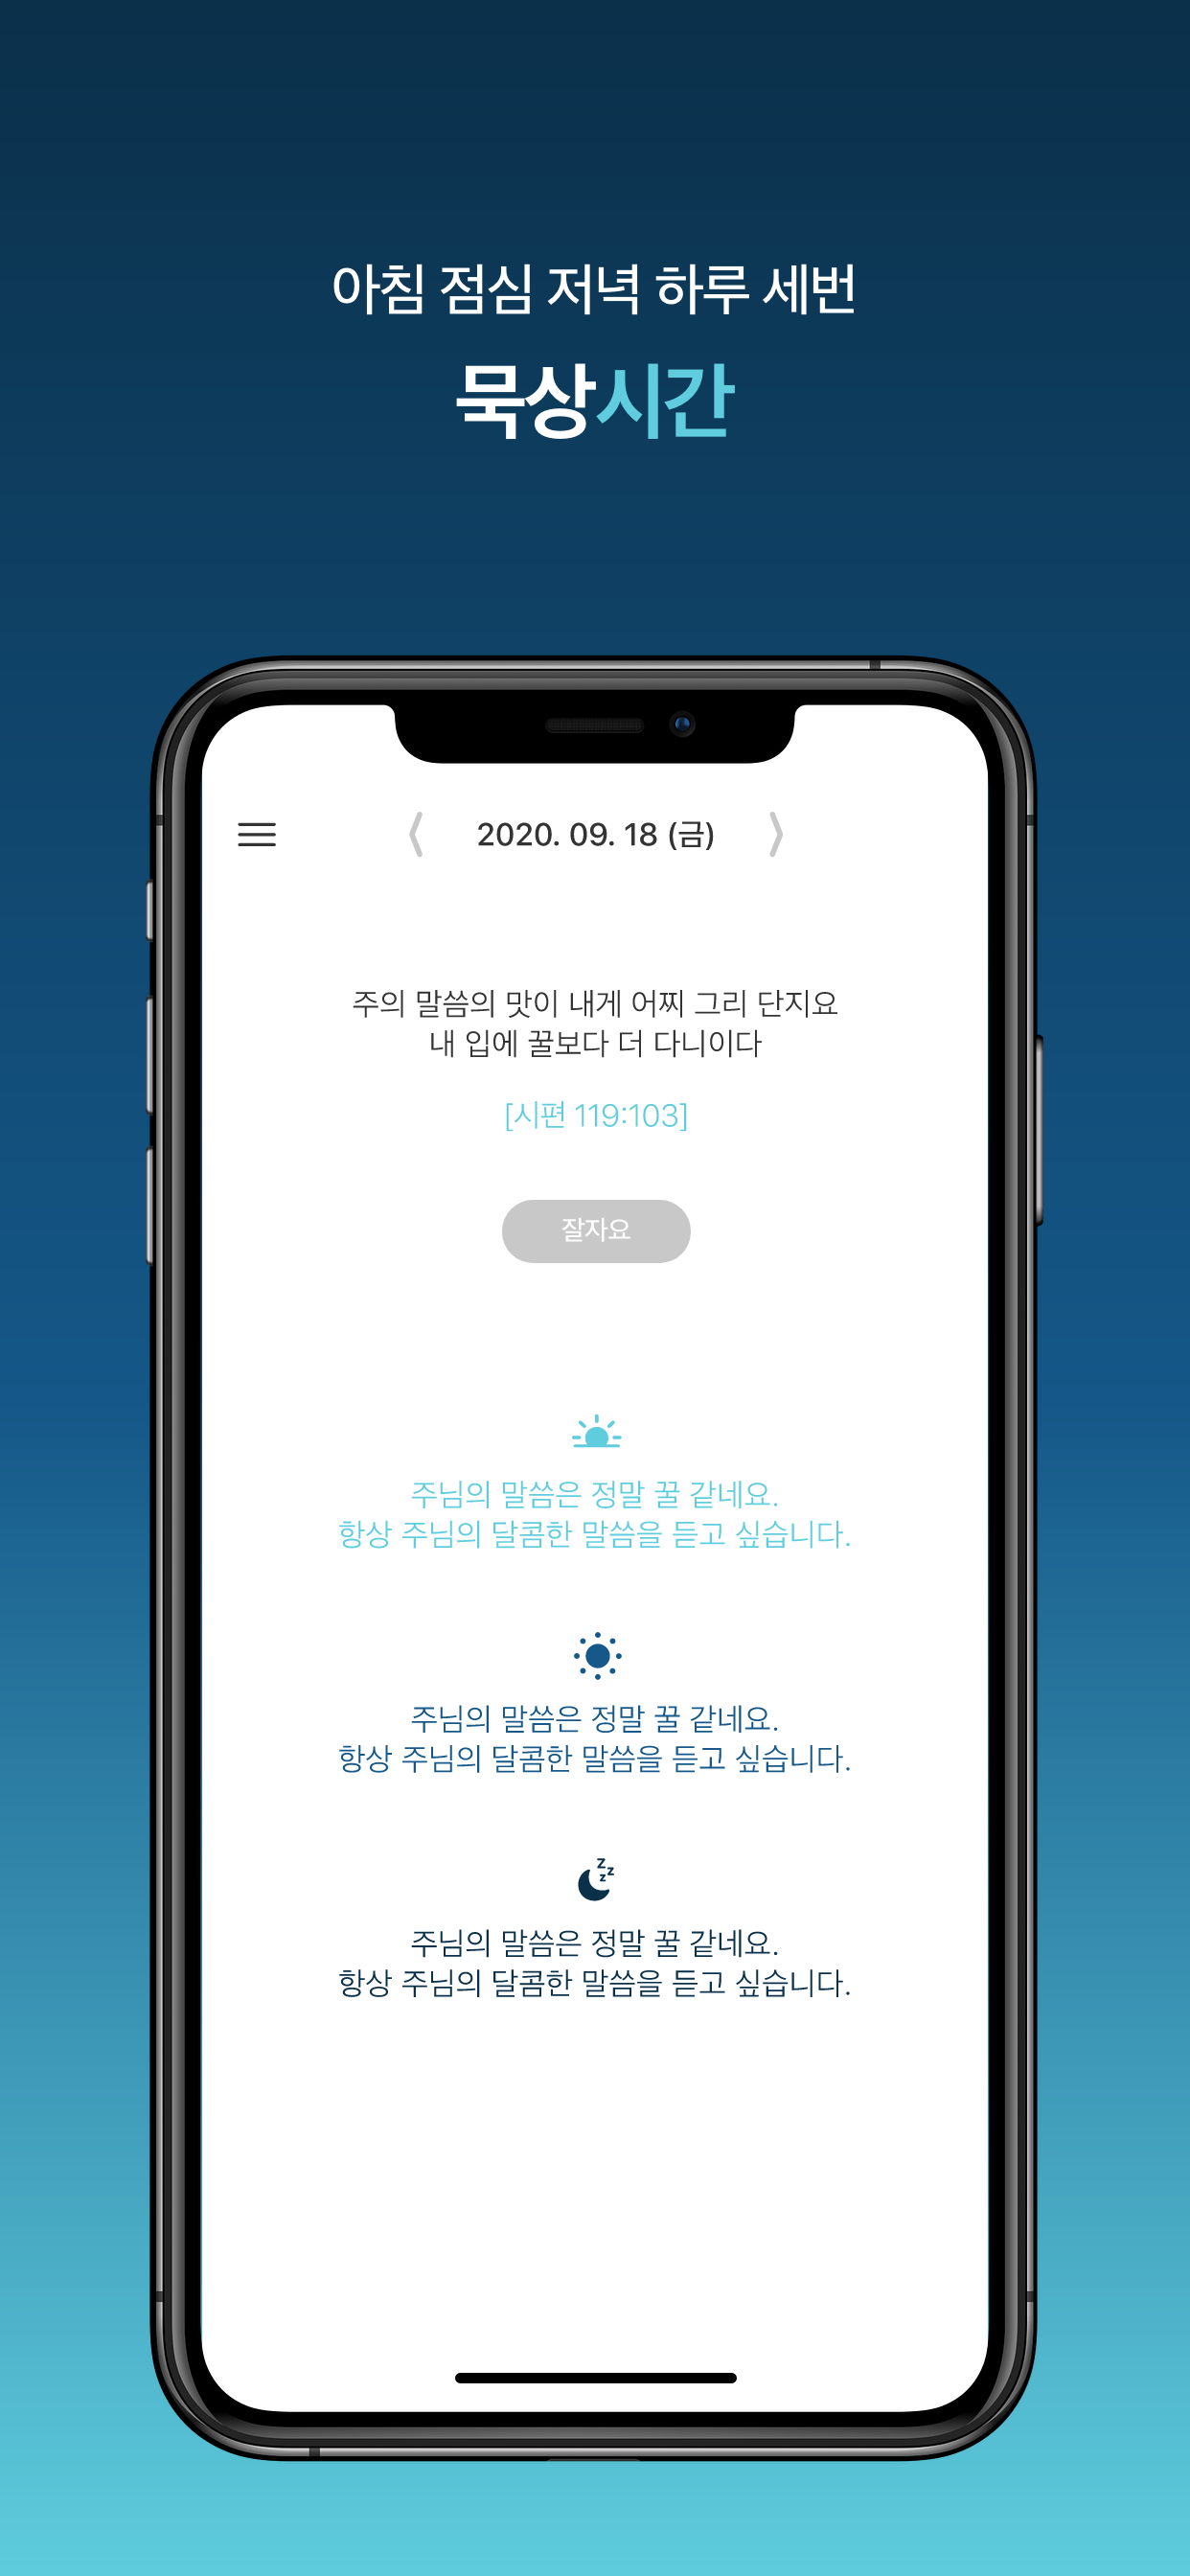 아침 점심 저녁 하루 세번
묵상시간
2020. 09. 18 (금)
주의 말씀의 맛이 내게 어찌 그리 단지요
내 입에 꿀보다 더 다니이다
[시편 119:103]
잘자요
주님의 말씀은 정말 꿀 같네요.
항상 주님의 달콤한 말씀을 듣고 싶습니다.
주님의 말씀은 정말 꿀 같네요.
항상 주님의 달콤한 말씀을 듣고 싶습니다.
z z z
주님의 말씀은 정말 꿀 같네요.
항상 주님의 달콤한 말씀을 듣고 싶습니다.